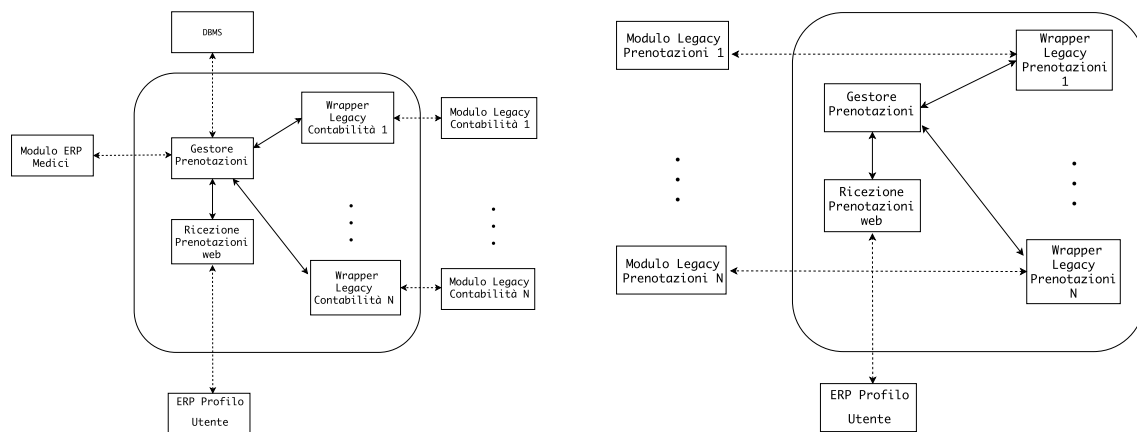 DBMS
Wrapper
Legacy
Contabilità 1
Modulo Legacy
Contabilità 1
Modulo ERP
Medici
Gestore
Prenotazioni
Ricezione
Prenotazioni
web
Wrapper
Legacy
Contabilità N
Modulo Legacy
Contabilità N
ERP Profilo
Utente
Modulo Legacy
Prenotazioni 1
Wrapper
Legacy
Prenotazioni
1
Gestore
Prenotazioni
Ricezione
Prenotazioni
web
Modulo Legacy
Prenotazioni N
Wrapper
Legacy
Prenotazioni
N
ERP Profilo
Utente